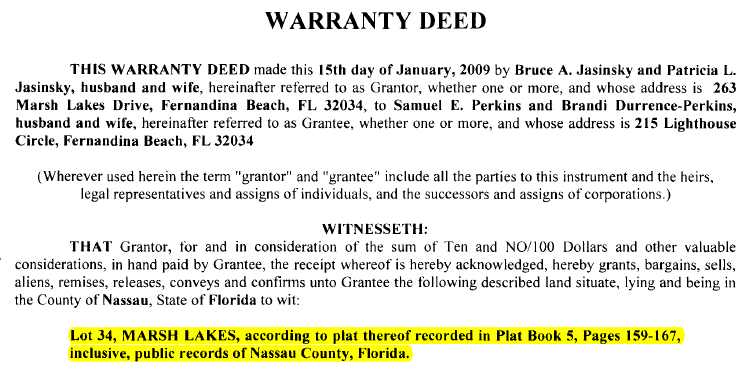 WARRANTY DEED
THIS WARRANTY DEED made this 15th day of January, 2009 by Bruce A. Jasinsky and Patricia L.
Jasinsky, husband and wife, hereinafter referred to as Grantor, whether one or more, and whose address is 263
Marsh Lakes Drive, Fernandina Beach, FL 32034, to Samuel E. Perkins and Brandi Durrence-Perkins,
husband and wife, hereinafter referred to as Grantee, whether one or more, and whose address is 215 Lighthouse
Circle, Fernandina Beach, FL 32034
(Wherever used herein the term "grantor" and "grantee" include all the parties to this instrument and the heirs,
legal representatives and assigns of individuals, and the successors and assigns of corporations.)
WITNESSETH:
THAT Grantor, for and in consideration of the sum of Ten and NO/100 Dollars and other valuable
considerations, in hand paid by Grantee, the receipt whereof is hereby acknowledged, hereby grants, bargains, sells,
aliens, remises, releases, conveys and confirms unto Grantee the following described land situate, lying and being in
the County of Nassau, State of Florida to wit:
Lot 34, MARSH LAKES, according to plat thereof recorded in Plat Book 5, Pages 159-167,
inclusive, public records of Nassau County, Florida.